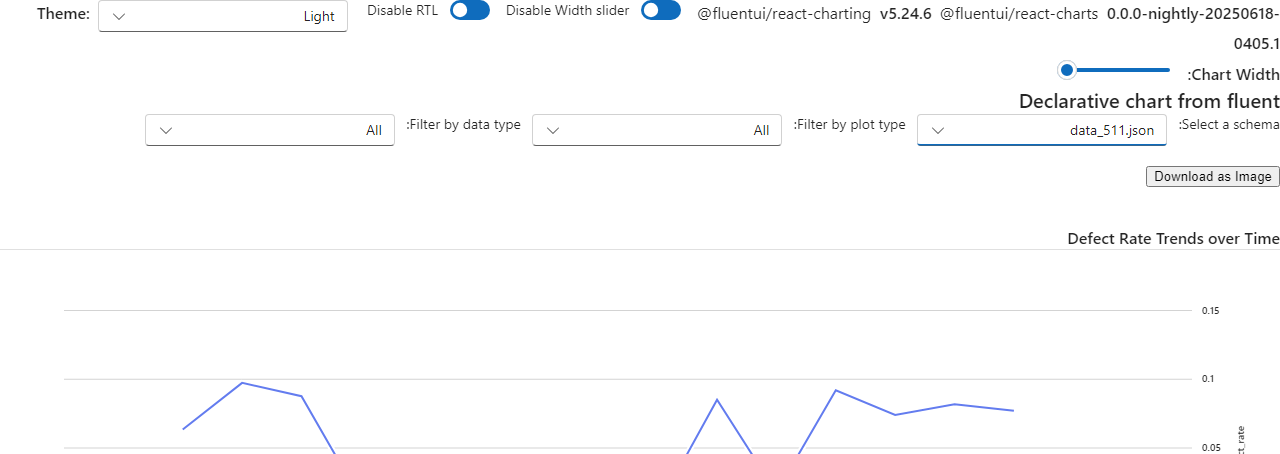 Theme: Light Disable RTL Disable Width slider @fluentui/react-charting v5.24.6 @fluentui/react-charts 0.0.0-nightly-20250618-
0405.1
:Chart Width
Declarative chart from fluent
:Select a schema data_511.json :Filter by plot type All :Filter by data type All
Download as Image
Defect Rate Trends over Time
0.15
0.1
0.05